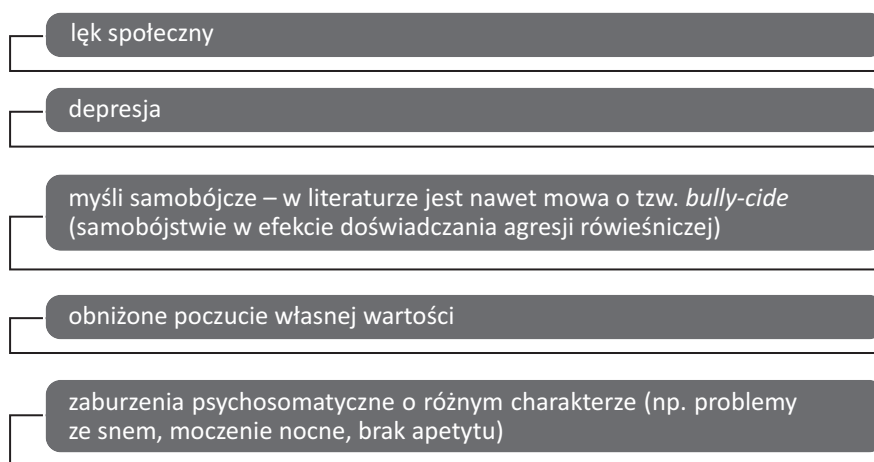 lęk społeczny
depresja
myśli samobójcze – w literaturze jest nawet mowa o tzw. bully-cide
(samobójstwie w efekcie doświadczania agresji rówieśniczej)
obniżone poczucie własnej wartości
zaburzenia psychosomatyczne o różnym charakterze (np. problemy
ze snem, moczenie nocne, brak apetytu)